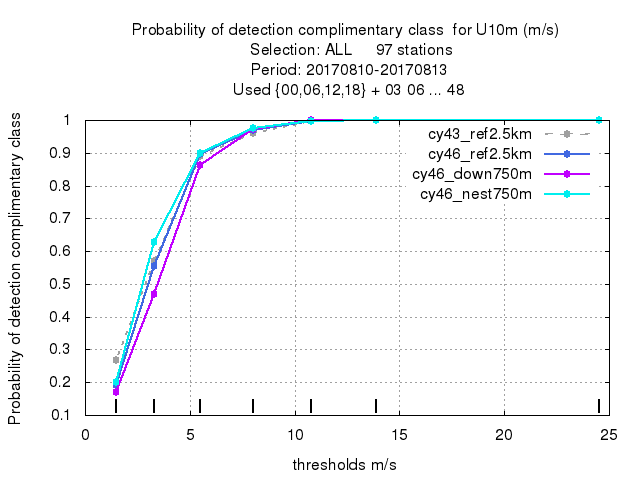 Probability of detection complimentary class  for U10m (m/s)
Selection: ALL     97 stations
Period: 20170810-20170813
Used {00,06,12,18} + 03 06 ... 48
Probability of detection complimentary class
1
0.9
0.8
0.7
0.6
0.5
0.4
0.3
0.2
0.1
cy43_ref2.5km
cy46_ref2.5km
cy46_down750m
cy46_nest750m
0 5 10 15 20 25
thresholds m/s